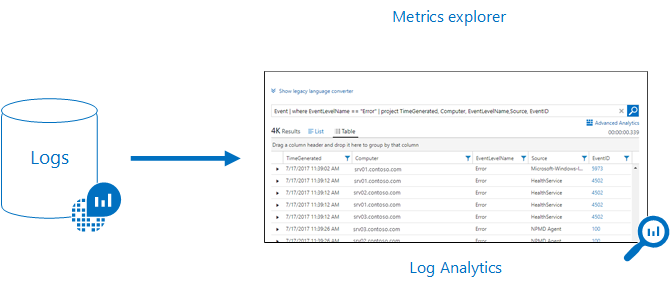 Metrics explorer
Show legacy language converter
Event | where EventLevelName == "Error" | project TimeGenerated, Computer, EventLevelName,Source, EventID
Advanced Analytics
4K Results List Table
00:00:00.339
Drag a column header and drop it here to group by that column
TimeGenerated Computer EventLevelName Source EventID
7/17/2017 11:39:02 AM srv01.contoso.com Error Microsoft-Windows-I... 5973
7/17/2017 11:39:12 AM srv01.contoso.com Error HealthService 4502
7/17/2017 11:39:12 AM srv02.contoso.com Error HealthService 4502
7/17/2017 11:39:12 AM srv01.contoso.com Error HealthService 4502
7/17/2017 11:39:12 AM srv03.contoso.com Error HealthService 4502
7/17/2017 11:39:26 AM srv03.contoso.com Error NPMD Agent 100
7/17/2017 11:39:26 AM Error NPMD Agent 100
Logs
Log Analytics